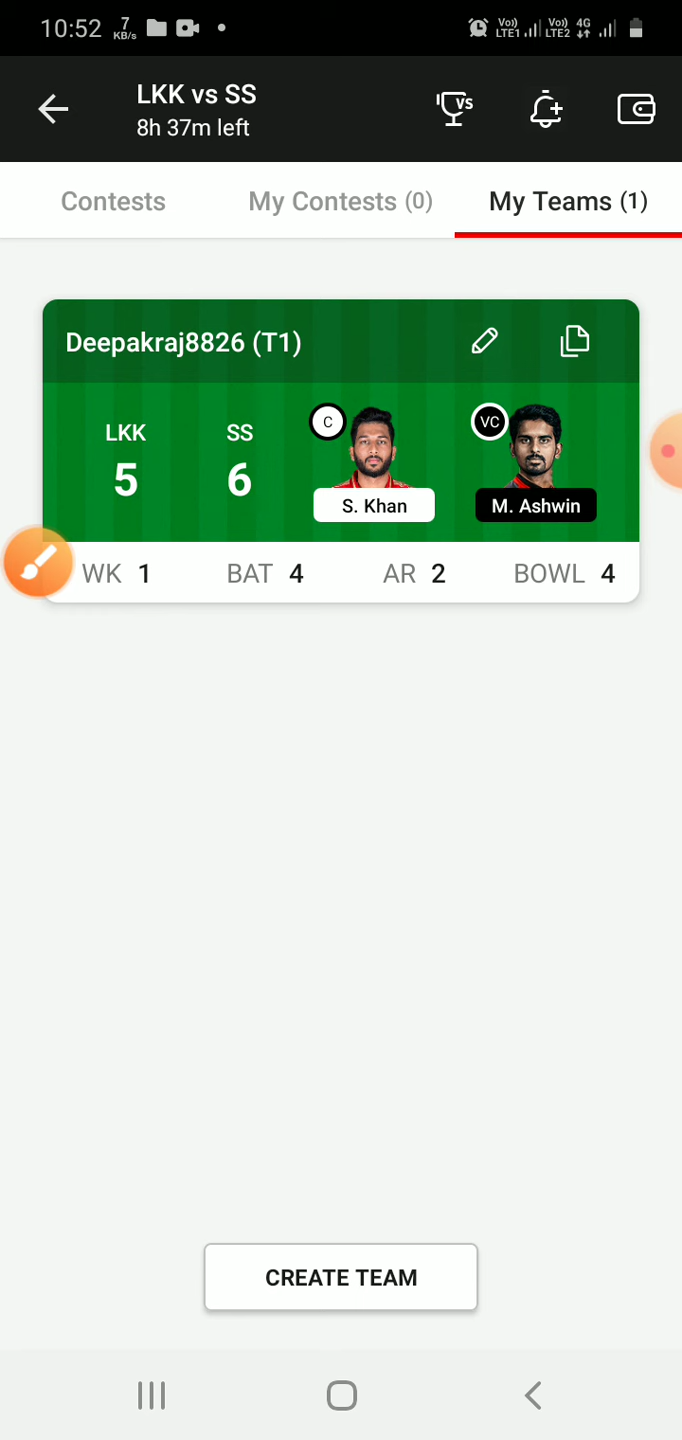 10:52 7 KB/s Vo)) LTE1 Vo)) LTE2 4G
LKK vs SS
8h 37m left
VS
Contests My Contests (0) My Teams (1)
Deepakraj8826 (T1)
LKK SS C VC
5 6
S. Khan M. Ashwin
WK 1 BAT 4 AR 2 BOWL 4
CREATE TEAM